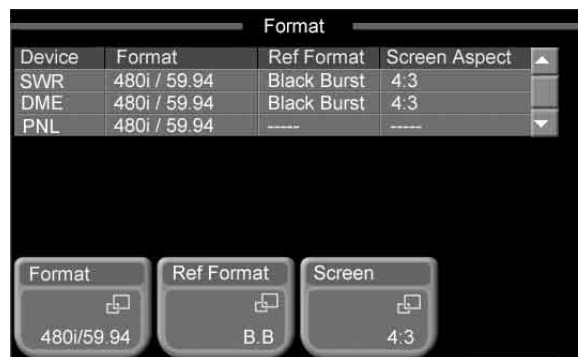 Format
Device Format Ref Format Screen Aspect
SWR 480i / 59.94 Black Burst 4:3
DME 480i / 59.94 Black Burst 4:3
PNL 480i / 59.94 ----- -----
Format Ref Format Screen
480i/59.94 B.B 4:3